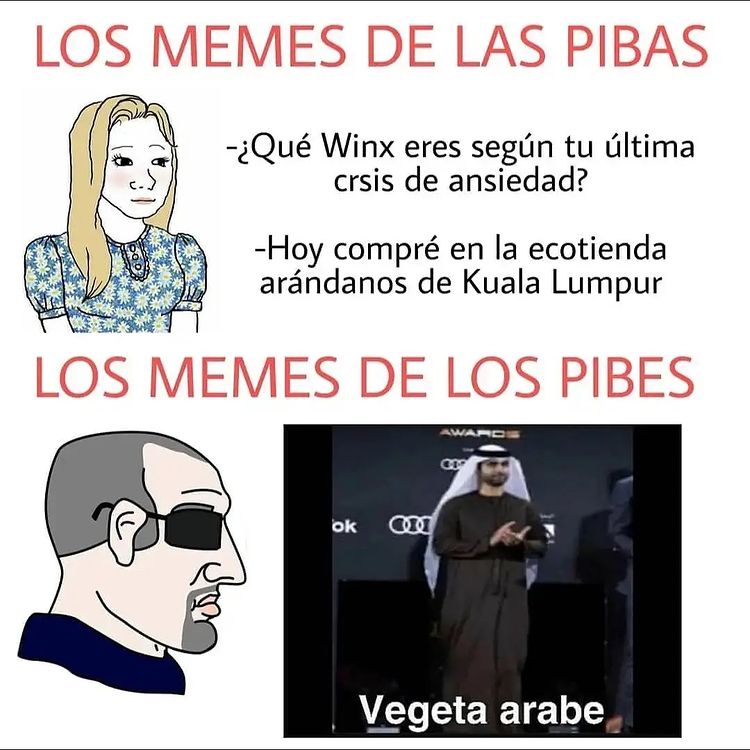 LOS MEMES DE LAS PIBAS
-¿Qué Winx eres según tu última
crsis de ansiedad?
-Hoy compré en la ecotienda
arándanos de Kuala Lumpur
LOS MEMES DE LOS PIBES
AWARDS
ok
Vegeta arabe